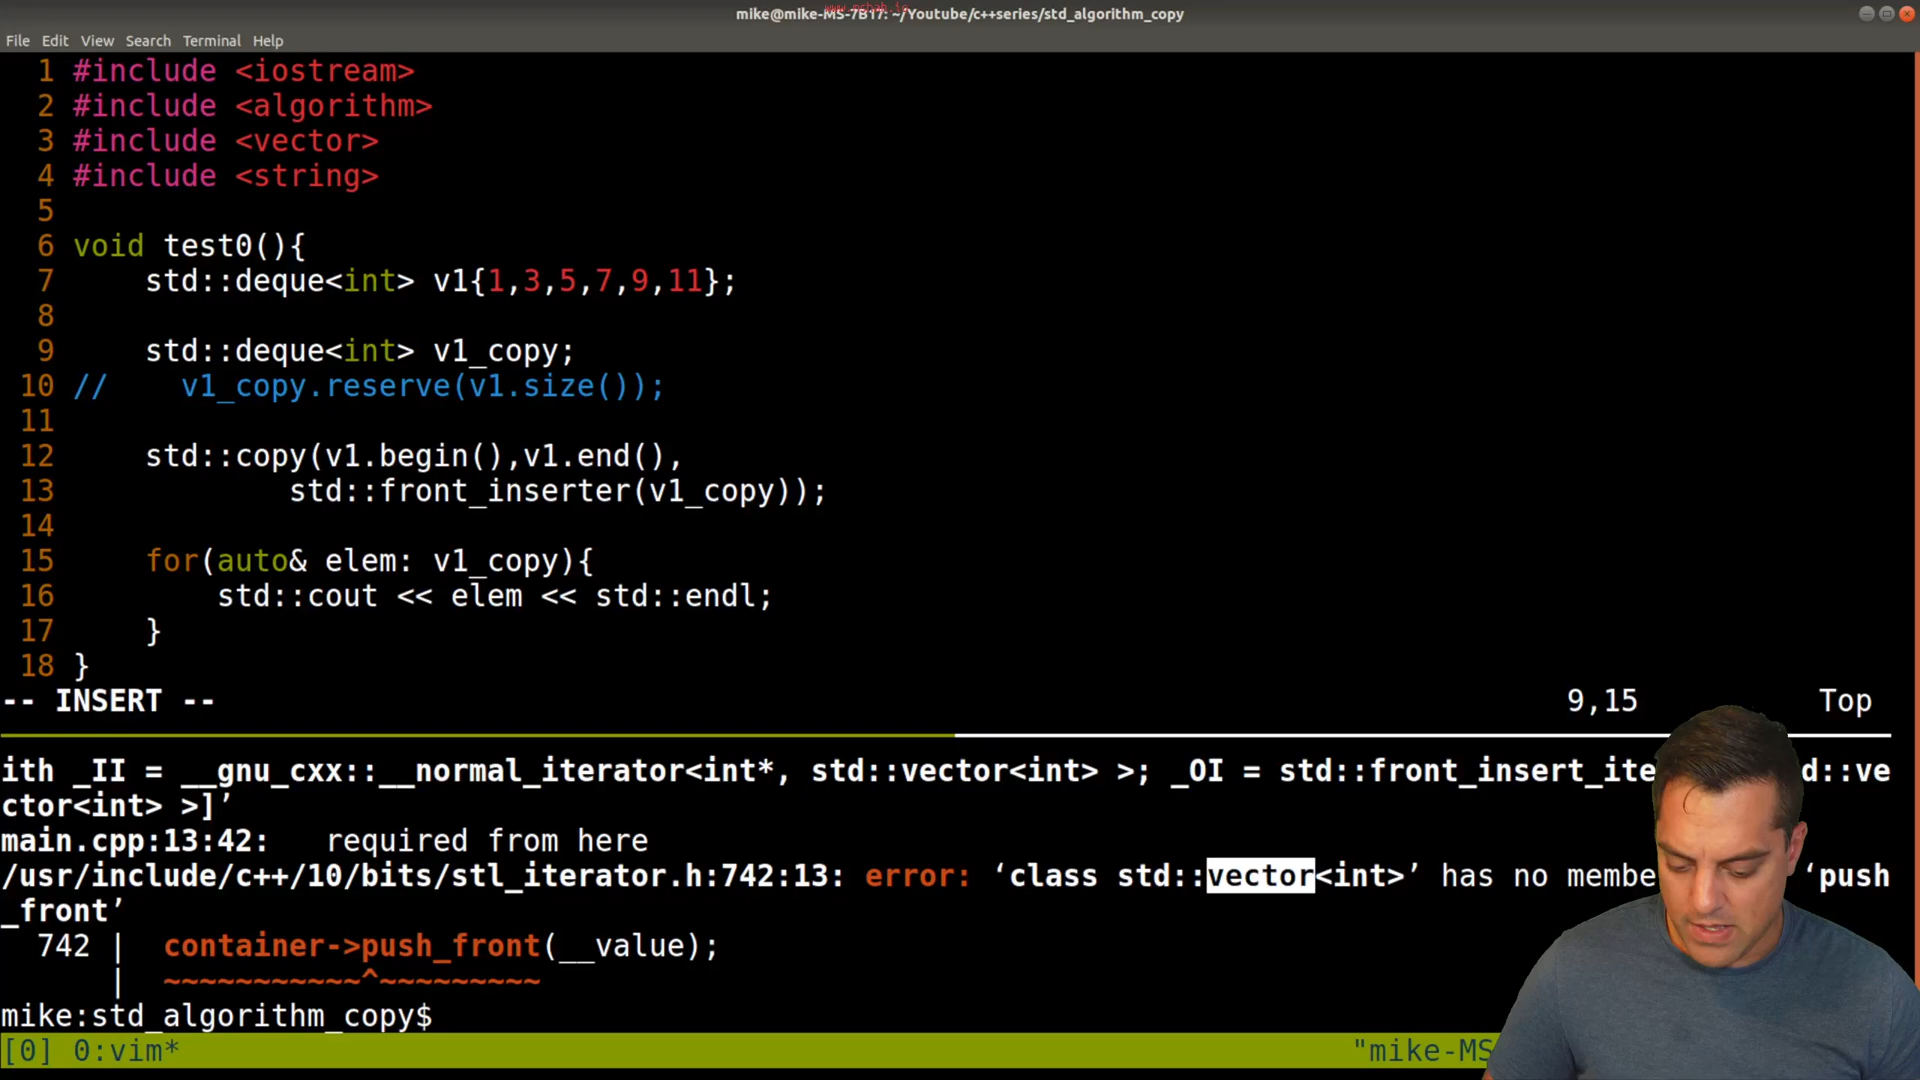 mike@mike-MS-7B17: ~/Youtube/c++series/std_algorithm_copy
File Edit View Search Terminal Help
1 #include <iostream>
2 #include <algorithm>
3 #include <vector>
4 #include <string>
5
6 void test0(){
7     std::deque<int> v1{1,3,5,7,9,11};
8
9     std::deque<int> v1_copy;
10 //    v1_copy.reserve(v1.size());
11
12     std::copy(v1.begin(),v1.end(),
13             std::front_inserter(v1_copy));
14
15     for(auto& elem: v1_copy){
16         std::cout << elem << std::endl;
17     }
18 }
-- INSERT -- 9,15 Top
ith _II = __gnu_cxx::__normal_iterator<int*, std::vector<int> >; _OI = std::front_insert_ite d::ve
ctor<int> >]’
main.cpp:13:42:   required from here
/usr/include/c++/10/bits/stl_iterator.h:742:13: error: ‘class std::vector<int>’ has no membe ‘push
_front’
742 |  container->push_front(__value);
|  ~~~~~~~~~~~^~~~~~~~~~
mike:std_algorithm_copy$
[0] 0:vim* "mike-MS